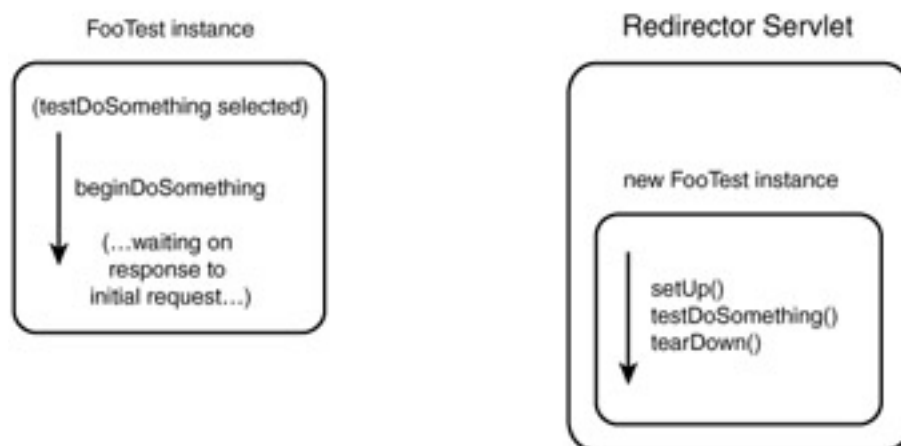 FooTest instance
(testDoSomething selected)
beginDoSomething
(...waiting on
response to
initial request...)
Redirector Servlet
new FooTest instance
setUp()
testDoSomething()
tearDown()